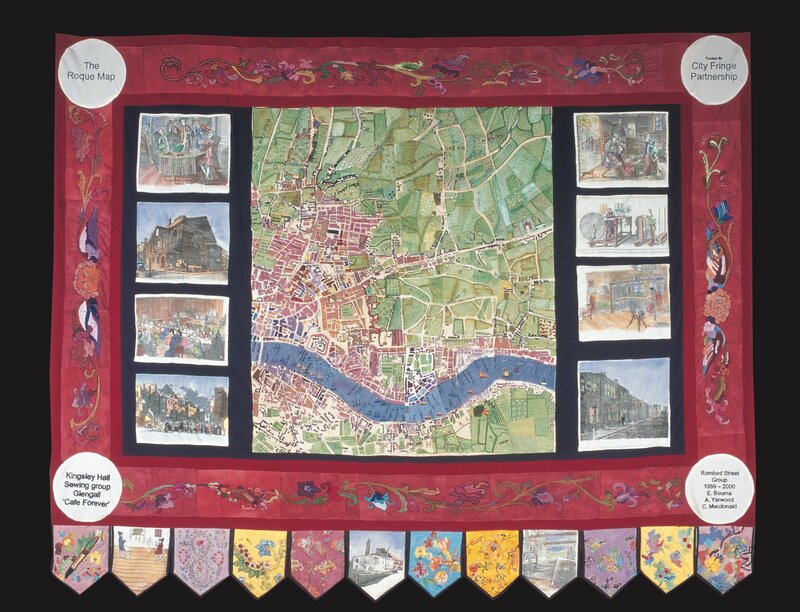 The
Roque Map
Funded By
City Fringe
Partnership
Kingsley Hall
Sewing group
Glengall
'Cafe Forever'
Romford Street
Group
1999 – 2000
E. Bouma
A. Yarwood
C. Macdonald